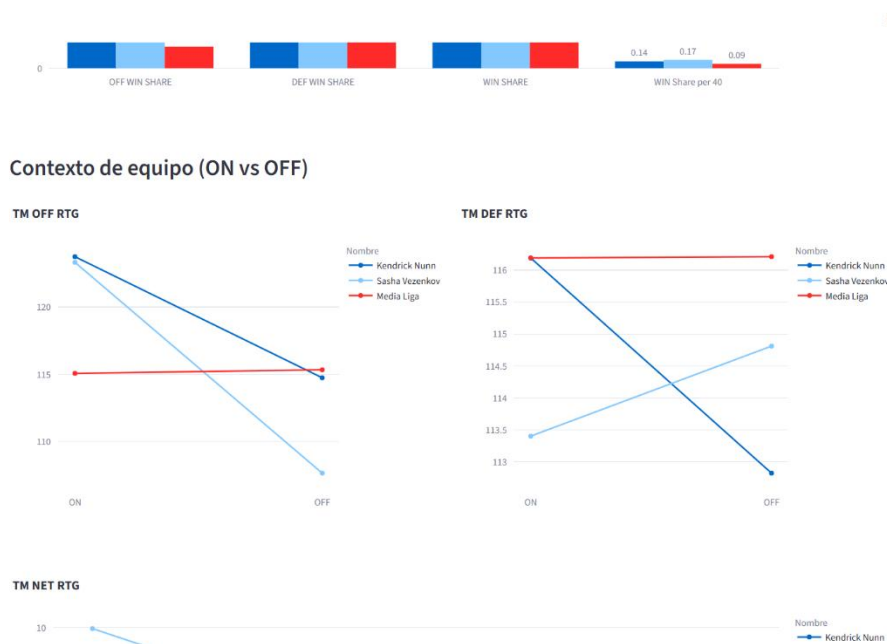 0.14
0.17
0.09
0
OFF WIN SHARE
DEF WIN SHARE
WIN SHARE
WIN Share per 40
Contexto de equipo (ON vs OFF)
TM OFF RTG
Nombre
Kendrick Nunn
Sasha Vezenkov
Media Liga
120
115
110
ON
OFF
TM DEF RTG
Nombre
Kendrick Nunn
Sasha Vezenkov
Media Liga
116
115.5
115
114.5
114
113.5
113
ON
OFF
TM NET RTG
10
Nombre
Kendrick Nunn